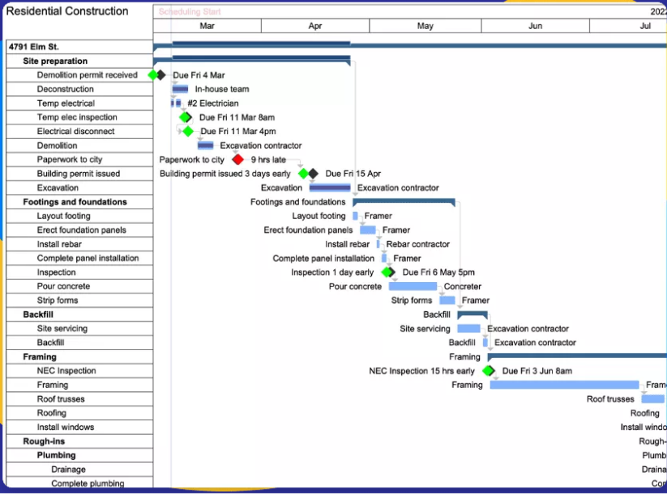 Residential Construction Scheduling Start 2022
Mar Apr May Jun Jul
4791 Elm St.
Site preparation
Demolition permit received Due Fri 4 Mar
Deconstruction In-house team
Temp electrical #2 Electrician
Temp elec inspection Due Fri 11 Mar 8am
Electrical disconnect Due Fri 11 Mar 4pm
Demolition Excavation contractor
Paperwork to city Paperwork to city 9 hrs late
Building permit issued Building permit issued 3 days early Due Fri 15 Apr
Excavation Excavation Excavation contractor
Footings and foundations Footings and foundations
Layout footing Layout footing Framer
Erect foundation panels Erect foundation panels Framer
Install rebar Install rebar Rebar contractor
Complete panel installation Complete panel installation Framer
Inspection Inspection 1 day early Due Fri 6 May 5pm
Pour concrete Pour concrete Concreter
Strip forms Strip forms Framer
Backfill Backfill
Site servicing Site servicing Excavation contractor
Backfill Backfill Excavation contractor
Framing Framing
NEC Inspection NEC Inspection 15 hrs early Due Fri 3 Jun 8am
Framing Framing Fram
Roof trusses Roof trusses
Roofing Roofing
Install windows Install windo
Rough-ins Rough-
Plumbing Plumb
Drainage Draina
Complete plumbing Co